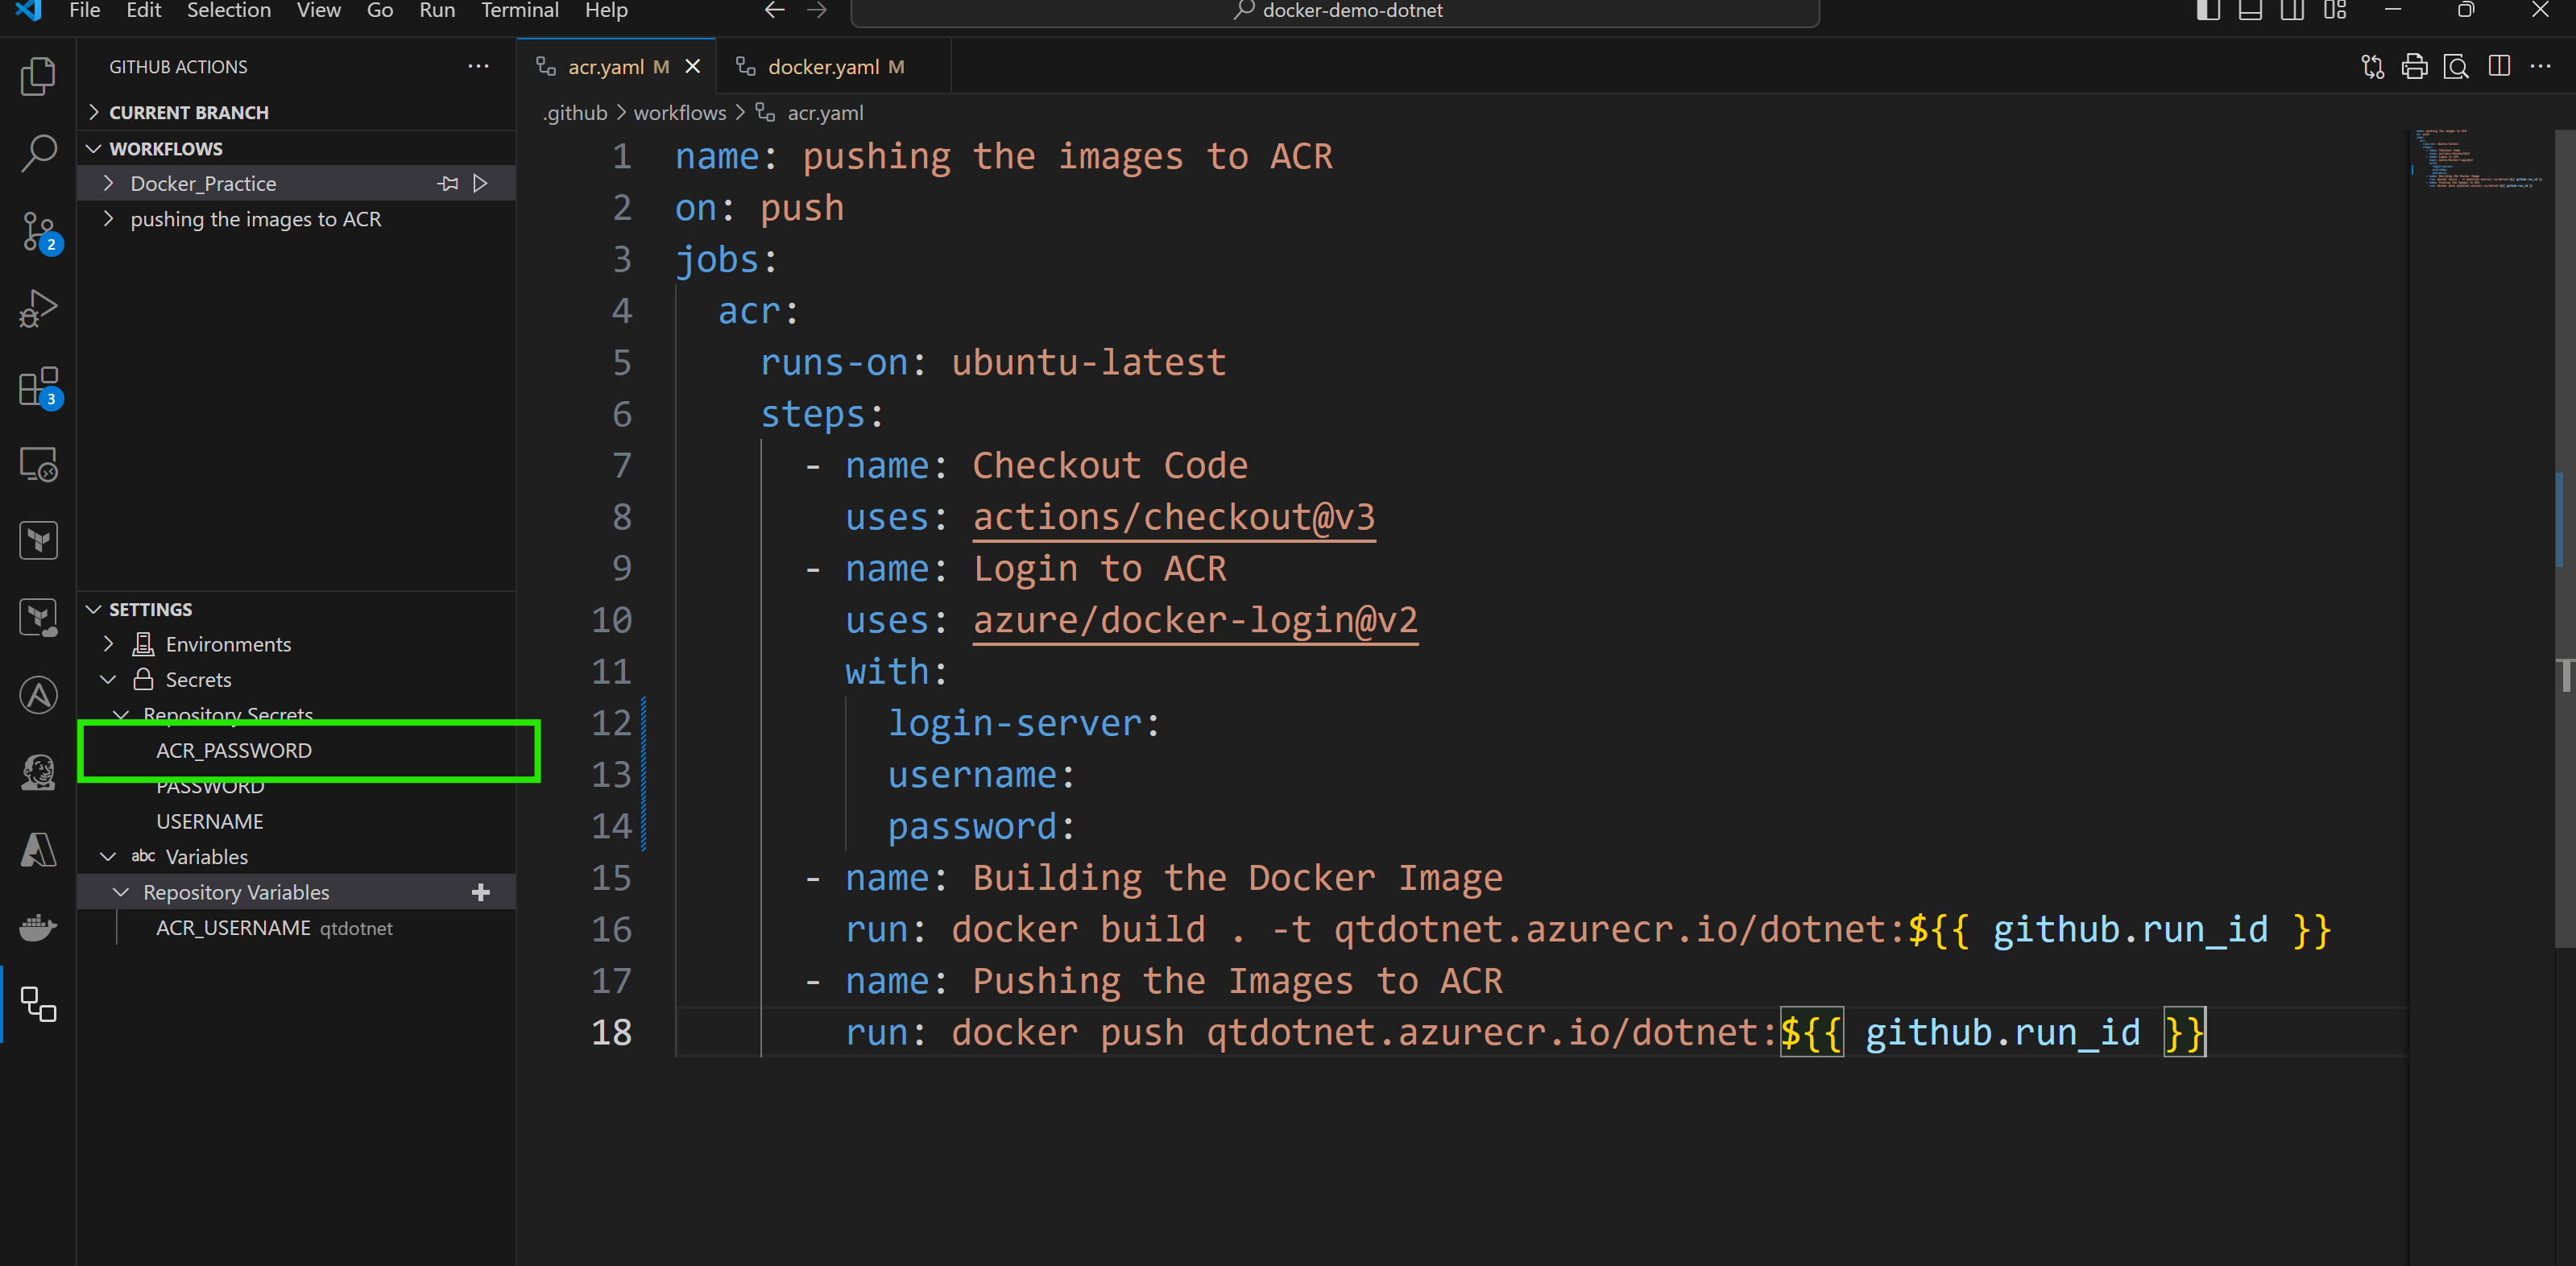 File Edit Selection View Go Run Terminal Help
docker-demo-dotnet
GITHUB ACTIONS
CURRENT BRANCH
WORKFLOWS
Docker_Practice
pushing the images to ACR
2
3
SETTINGS
Environments
Secrets
Repository Secrets
ACR_PASSWORD
PASSWORD
USERNAME
abc Variables
Repository Variables
ACR_USERNAME qtdotnet
acr.yaml M
docker.yaml M
.github > workflows > acr.yaml
1 name: pushing the images to ACR
2 on: push
3 jobs:
4 acr:
5 runs-on: ubuntu-latest
6 steps:
7 - name: Checkout Code
8 uses: actions/checkout@v3
9 - name: Login to ACR
10 uses: azure/docker-login@v2
11 with:
12 login-server:
13 username:
14 password:
15 - name: Building the Docker Image
16 run: docker build . -t qtdotnet.azurecr.io/dotnet:${{ github.run_id }}
17 - name: Pushing the Images to ACR
18 run: docker push qtdotnet.azurecr.io/dotnet:${{ github.run_id }}